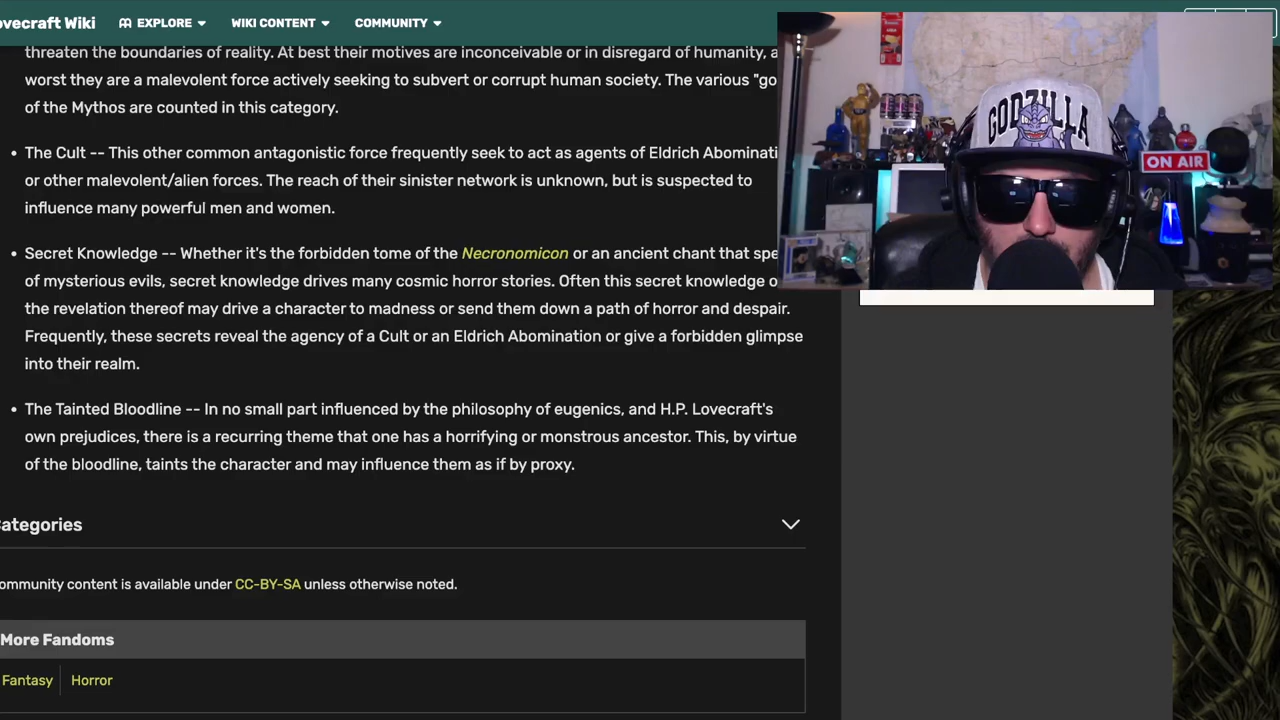 ovecraft Wiki EXPLORE WIKI CONTENT COMMUNITY
threaten the boundaries of reality. At best their motives are inconceivable or in disregard of humanity, a
worst they are a malevolent force actively seeking to subvert or corrupt human society. The various "go
of the Mythos are counted in this category.
• The Cult -- This other common antagonistic force frequently seek to act as agents of Eldrich Abominati
or other malevolent/alien forces. The reach of their sinister network is unknown, but is suspected to
influence many powerful men and women.
• Secret Knowledge -- Whether it's the forbidden tome of the Necronomicon or an ancient chant that spe
of mysterious evils, secret knowledge drives many cosmic horror stories. Often this secret knowledge o
the revelation thereof may drive a character to madness or send them down a path of horror and despair.
Frequently, these secrets reveal the agency of a Cult or an Eldrich Abomination or give a forbidden glimpse
into their realm.
• The Tainted Bloodline -- In no small part influenced by the philosophy of eugenics, and H.P. Lovecraft's
own prejudices, there is a recurring theme that one has a horrifying or monstrous ancestor. This, by virtue
of the bloodline, taints the character and may influence them as if by proxy.
ategories
ommunity content is available under CC-BY-SA unless otherwise noted.
More Fandoms
Fantasy Horror
GODZILLA
ON AIR